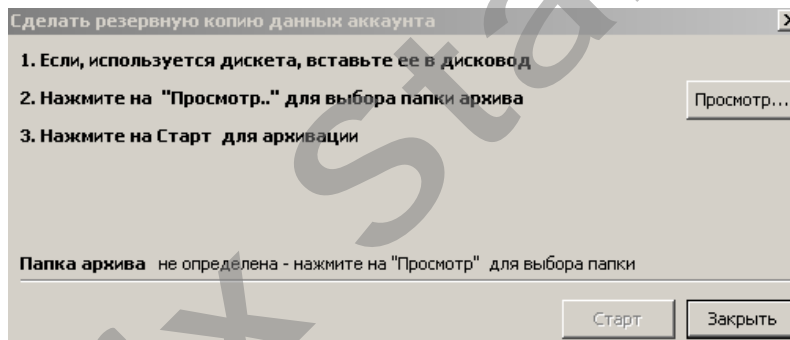 Сделать резервную копию данных аккаунта
1. Если, используется дискета, вставьте ее в дисковод
2. Нажмите на "Просмотр.." для выбора папки архива
Просмотр...
3. Нажмите на Старт для архивации
Папка архива не определена - нажмите на "Просмотр" для выбора папки
Старт
Закрыть